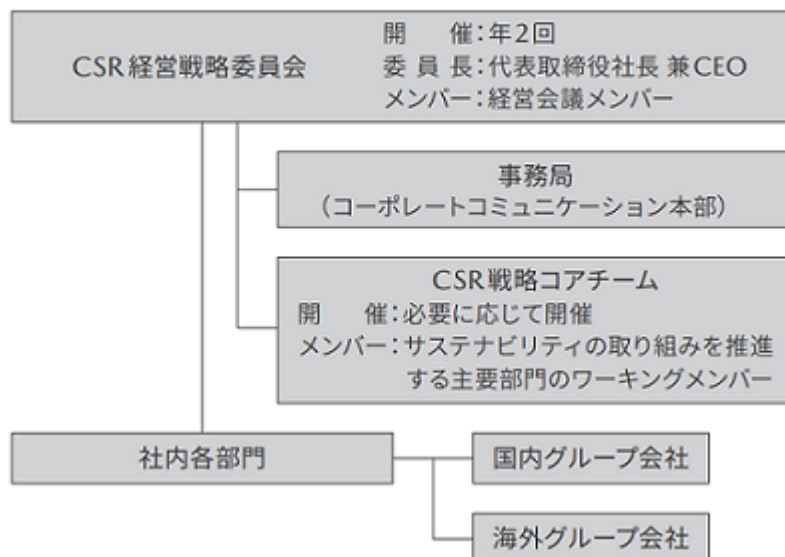 CSR経営戦略委員会
開　催：年2回
委員長：代表取締役社長 兼CEO
メンバー：経営会議メンバー
事務局
（コーポレートコミュニケーション本部）
CSR戦略コアチーム
開　催：必要に応じて開催
メンバー：サステナビリティの取り組みを推進
する主要部門のワーキングメンバー
社内各部門
国内グループ会社
海外グループ会社